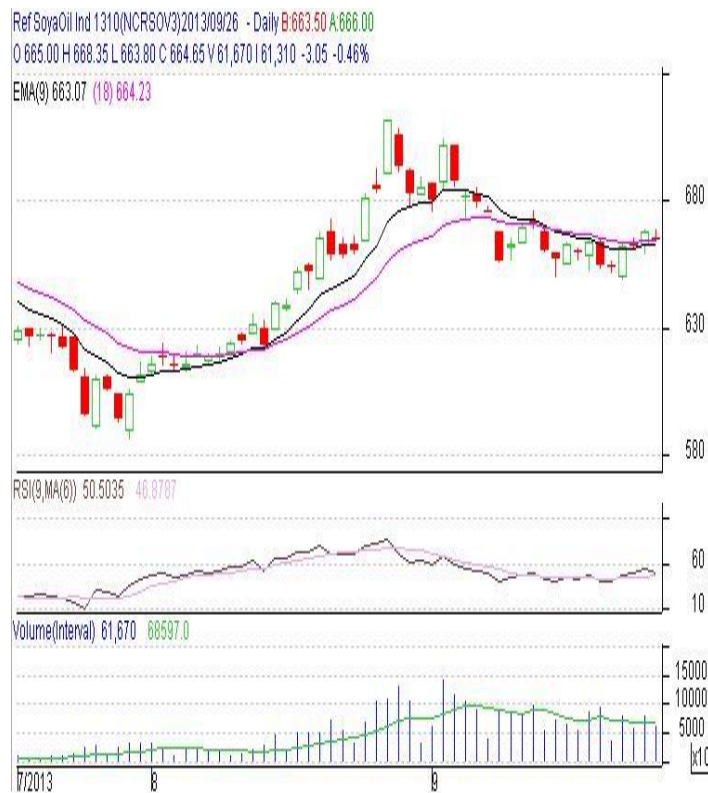 Ref SoyaOil Ind 1310(NCRSOV3)2013/09/26 - Daily B:663.50 A:666.00
O 665.00 H 668.35 L 663.80 C 664.65 V 61,670 I 61,310 -3.05 -0.46%
EMA(9) 663.07 (18) 664.23
680
630
580
RSI(9,MA(6)) 50.5035 46.8787
60
10
Volume(Interval) 61,670 68597.0
15000
10000
5000
x10
7/2013 8 9